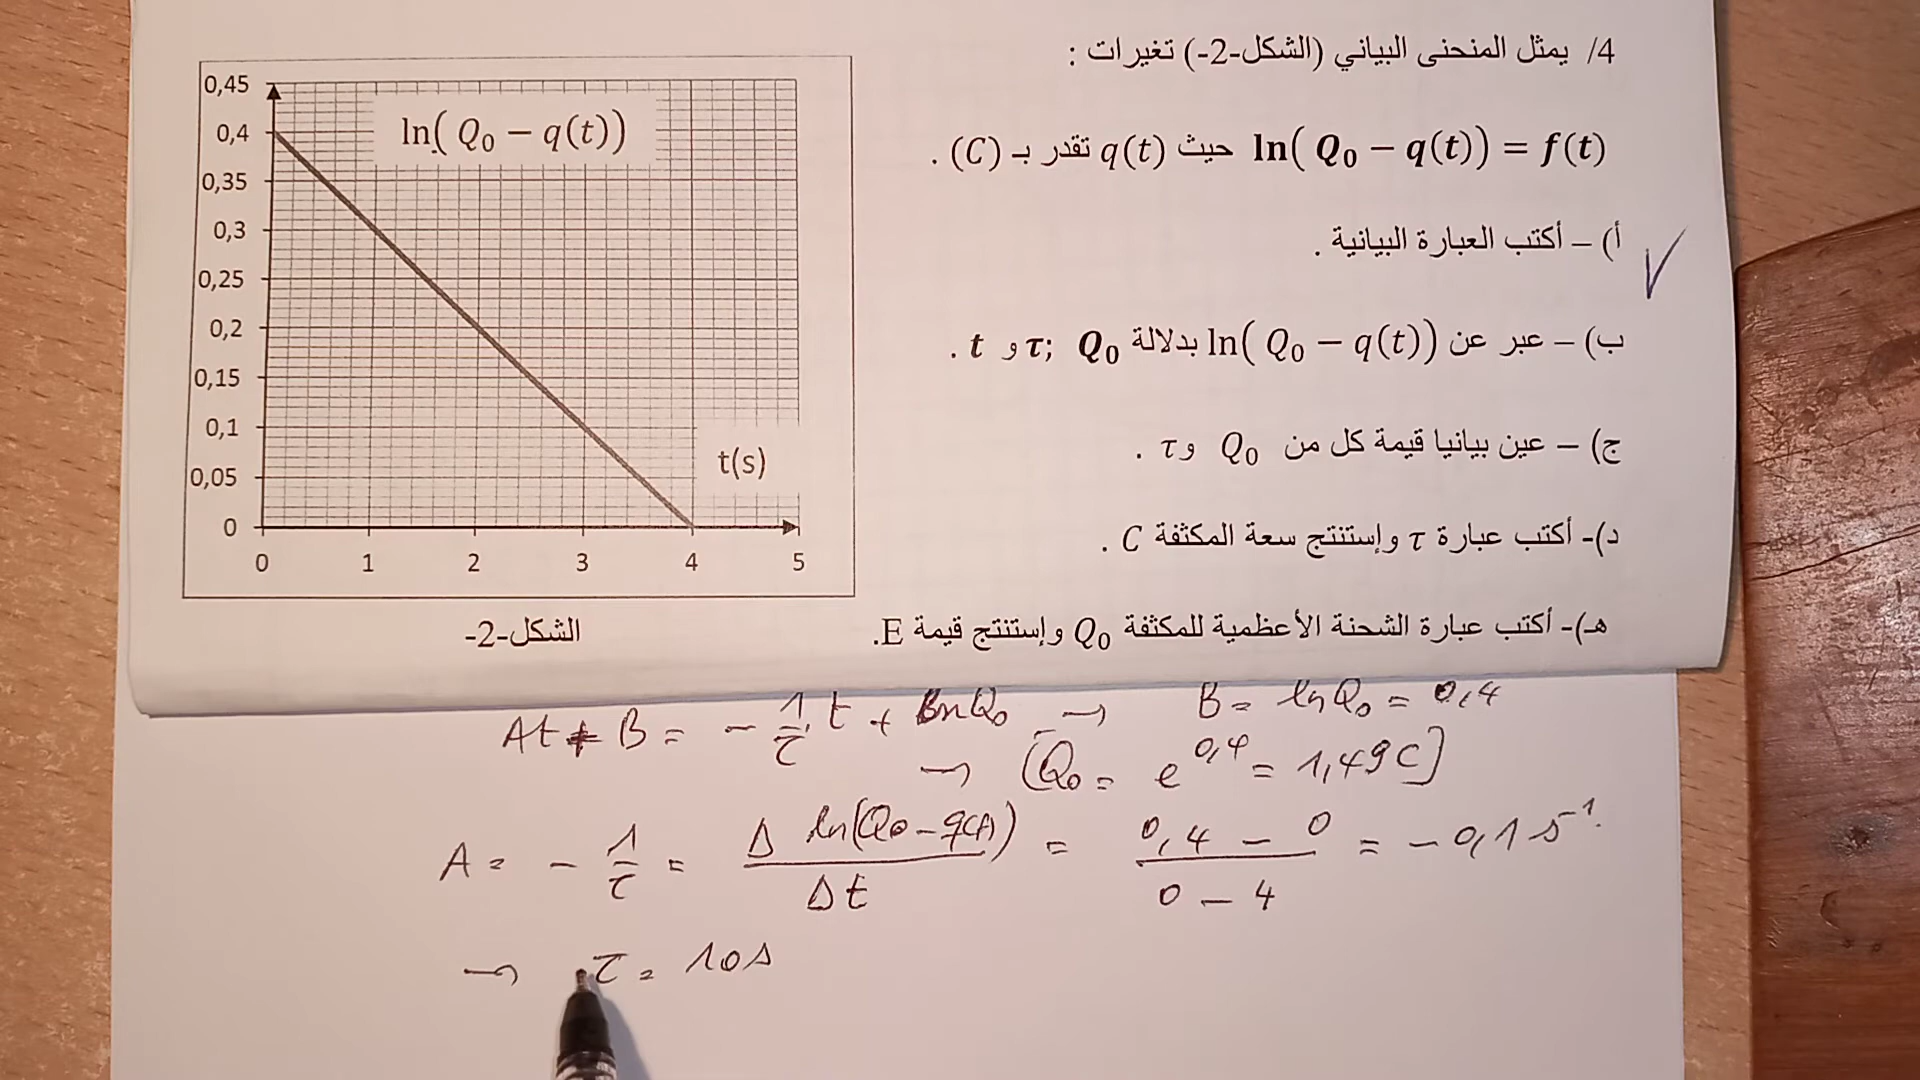 4/ يمثل المنحنى البياني (الشكل-2-) تغيرات :
ln( Q₀ − q(t)) = f(t) حيث q(t) تقدر بـ (C) .
أ) – أكتب العبارة البيانية .
ب) – عبر عن ln( Q₀ − q(t)) بدلالة Q₀ ;τ و t .
ج) – عين بيانيا قيمة كل من Q₀ و τ .
د)- أكتب عبارة τ وإستنتج سعة المكثفة C .
هـ)- أكتب عبارة الشحنة الأعظمية للمكثفة Q₀ وإستنتج قيمة E.
ln( Q₀ − q(t))
0,45
0,4
0,35
0,3
0,25
0,2
0,15
0,1
0,05
0
t(s)
0 1 2 3 4 5
الشكل-2-
At + B = - 1/τ t + lnQ₀ → B = lnQ₀ = 0,4
→ [Q₀ = e^0,4 = 1,49C]
A = - 1/τ = Δ ln(Q₀-q(t)) / Δt = 0,4 - 0 / 0 - 4 = - 0,1 s⁻¹.
→ τ = 10s